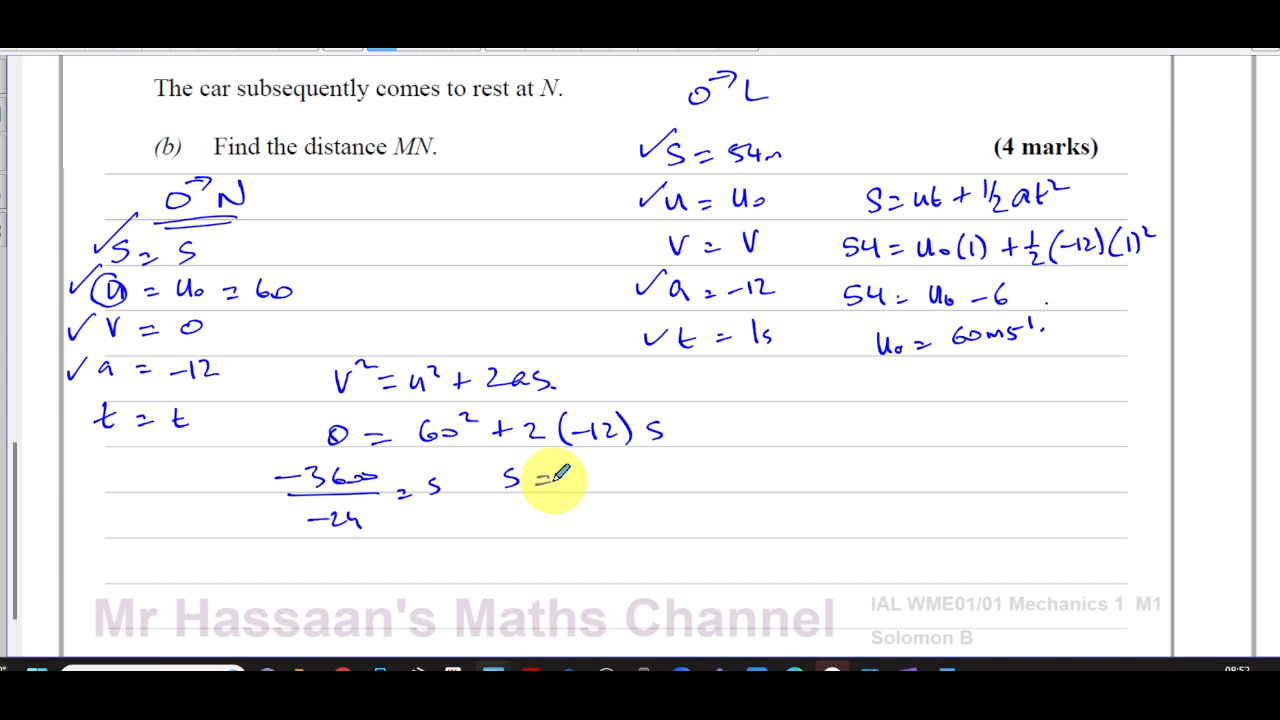 The car subsequently comes to rest at N.
(b) Find the distance MN.
(4 marks)
O→N
✓S = S
✓u = u₀ = 60
✓V = 0
✓a = -12
t = t
O→L
✓S = 54m
✓u = u₀
V = V
✓a = -12
✓t = 1s
S = ut + 1/2 at²
54 = u₀(1) + 1/2(-12)(1)²
54 = u₀ - 6
u₀ = 60ms⁻¹.
V² = u² + 2as.
0 = 60² + 2(-12)s
-3600/-24 = s
s =
Mr Hassaan's Maths Channel
IAL WME01/01 Mechanics 1 M1
Solomon B